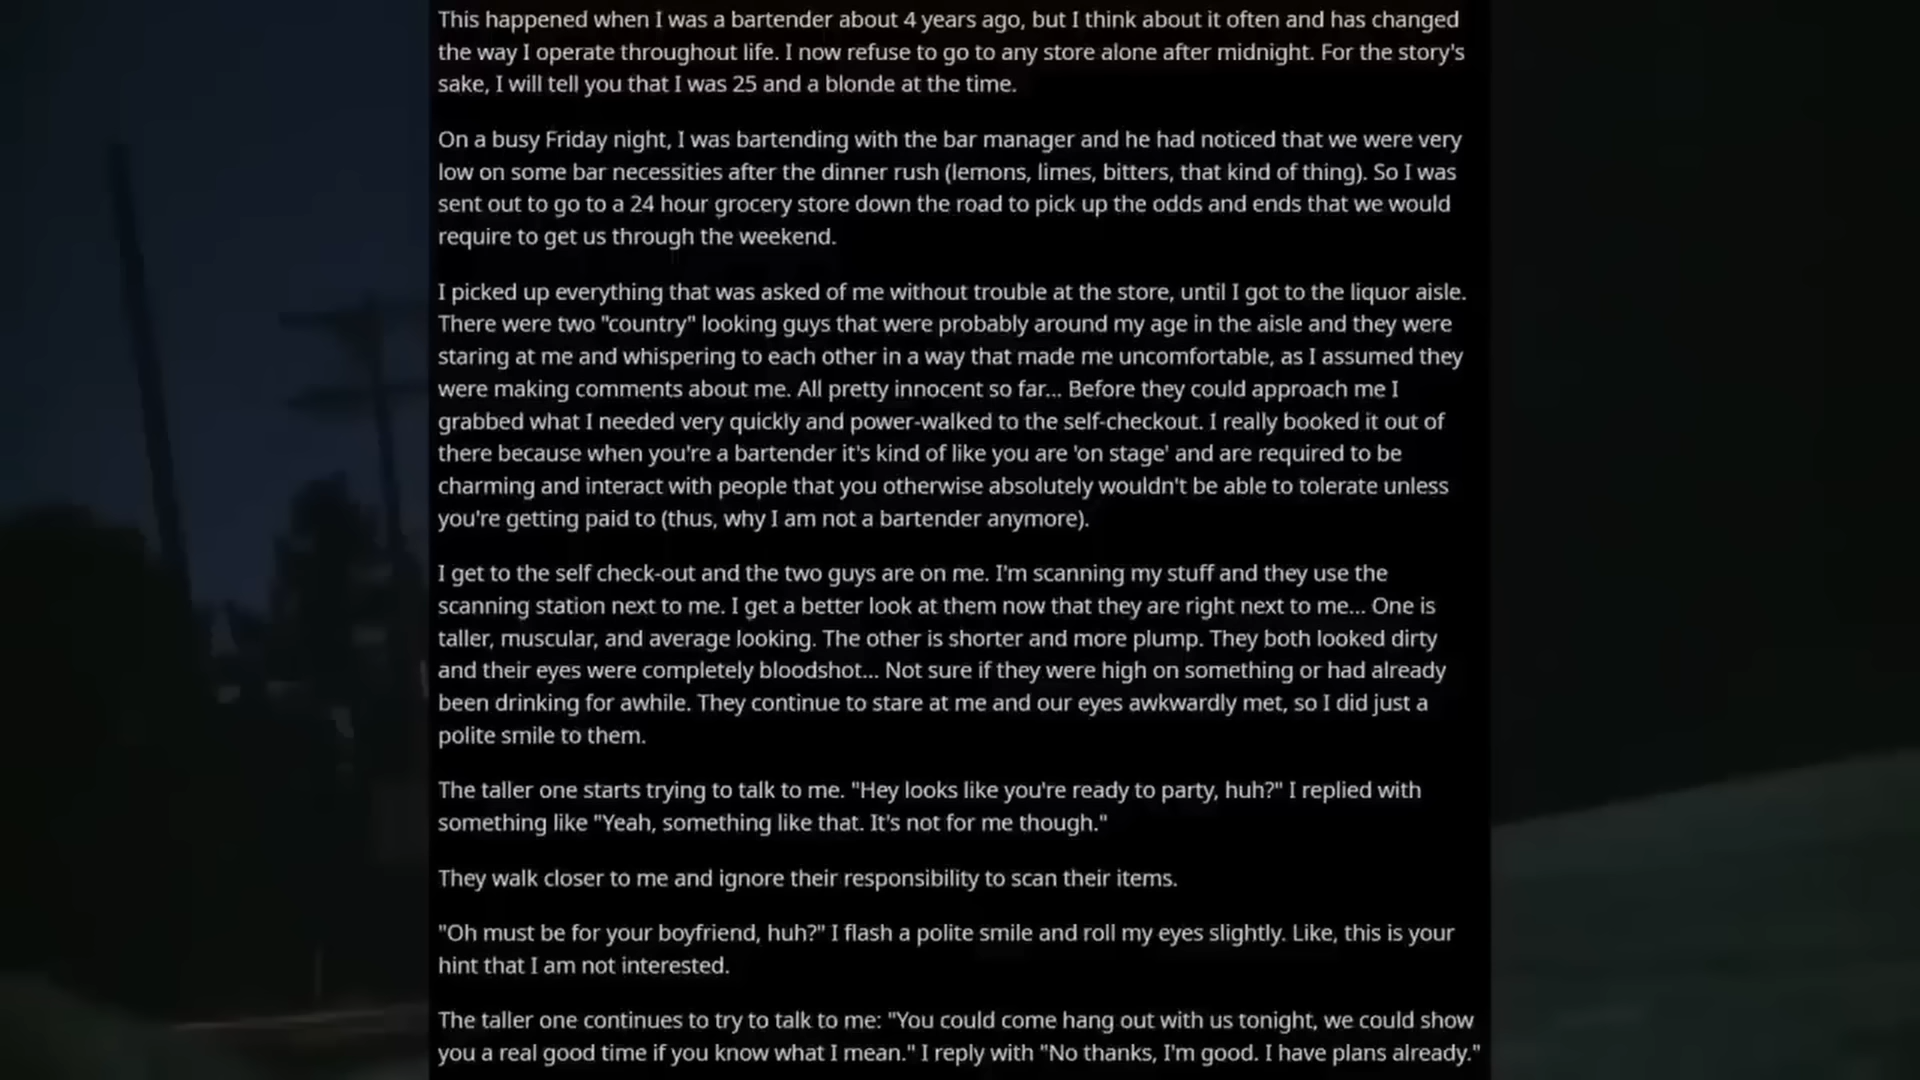 This happened when I was a bartender about 4 years ago, but I think about it often and has changed
the way I operate throughout life. I now refuse to go to any store alone after midnight. For the story's
sake, I will tell you that I was 25 and a blonde at the time.
On a busy Friday night, I was bartending with the bar manager and he had noticed that we were very
low on some bar necessities after the dinner rush (lemons, limes, bitters, that kind of thing). So I was
sent out to go to a 24 hour grocery store down the road to pick up the odds and ends that we would
require to get us through the weekend.
I picked up everything that was asked of me without trouble at the store, until I got to the liquor aisle.
There were two "country" looking guys that were probably around my age in the aisle and they were
staring at me and whispering to each other in a way that made me uncomfortable, as I assumed they
were making comments about me. All pretty innocent so far... Before they could approach me I
grabbed what I needed very quickly and power-walked to the self-checkout. I really booked it out of
there because when you're a bartender it's kind of like you are 'on stage' and are required to be
charming and interact with people that you otherwise absolutely wouldn't be able to tolerate unless
you're getting paid to (thus, why I am not a bartender anymore).
I get to the self check-out and the two guys are on me. I'm scanning my stuff and they use the
scanning station next to me. I get a better look at them now that they are right next to me... One is
taller, muscular, and average looking. The other is shorter and more plump. They both looked dirty
and their eyes were completely bloodshot... Not sure if they were high on something or had already
been drinking for awhile. They continue to stare at me and our eyes awkwardly met, so I did just a
polite smile to them.
The taller one starts trying to talk to me. "Hey looks like you're ready to party, huh?" I replied with
something like "Yeah, something like that. It's not for me though."
They walk closer to me and ignore their responsibility to scan their items.
"Oh must be for your boyfriend, huh?" I flash a polite smile and roll my eyes slightly. Like, this is your
hint that I am not interested.
The taller one continues to try to talk to me: "You could come hang out with us tonight, we could show
you a real good time if you know what I mean." I reply with "No thanks, I'm good. I have plans already."